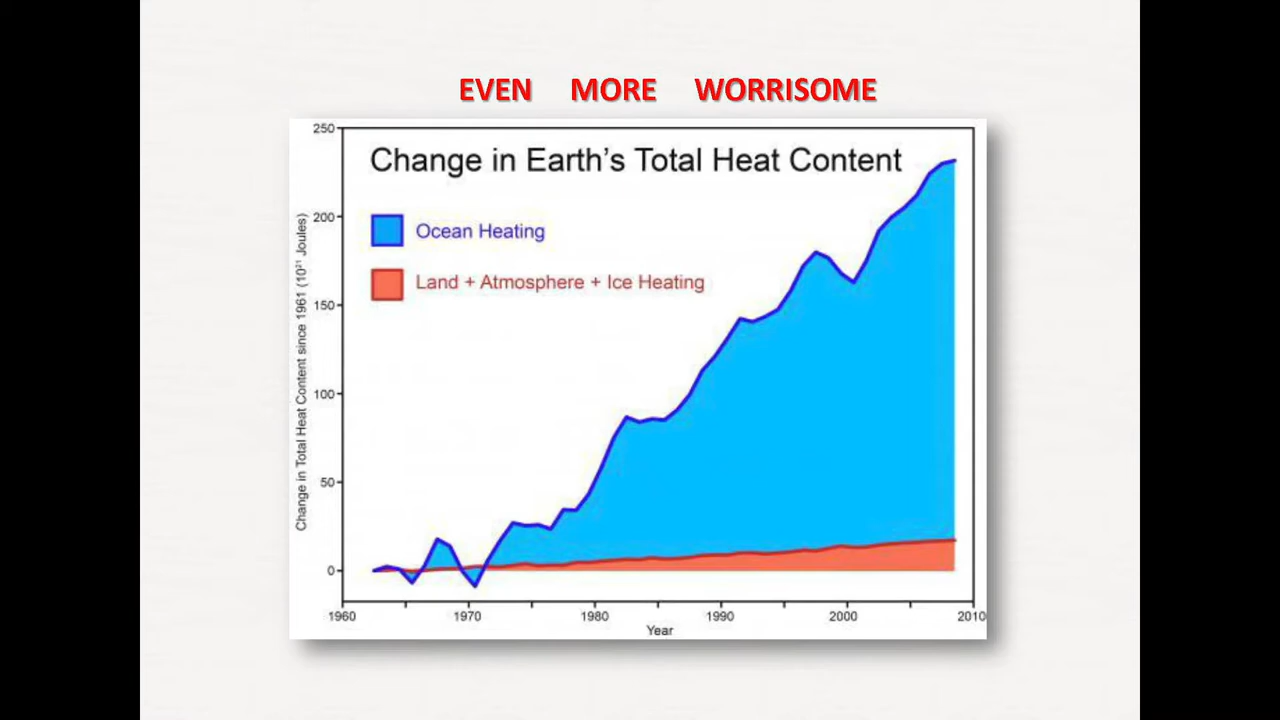 EVEN MORE WORRISOME
Change in Earth's Total Heat Content
Ocean Heating
Land + Atmosphere + Ice Heating
Change in Total Heat Content since 1961 (10²¹ Joules)
250
200
150
100
50
0
1960 1970 1980 1990 2000 2010
Year